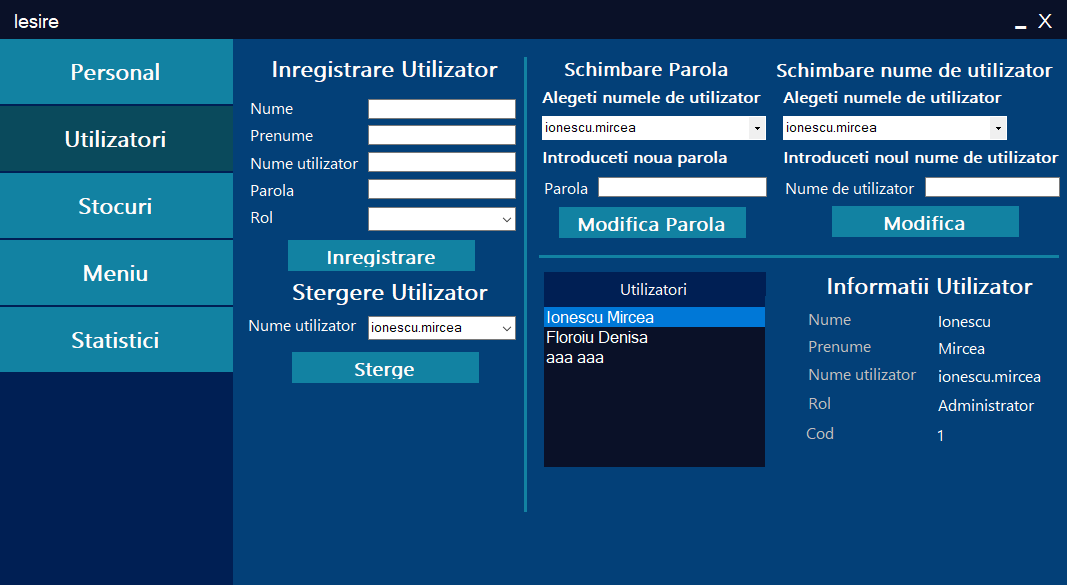 Iesire
X
Personal
Utilizatori
Stocuri
Meniu
Statistici
Inregistrare Utilizator
Nume
Prenume
Nume utilizator
Parola
Rol
Inregistrare
Stergere Utilizator
Nume utilizator ionescu.mircea
Sterge
Schimbare Parola
Alegeti numele de utilizator
ionescu.mircea
Introduceti noua parola
Parola
Modifica Parola
Schimbare nume de utilizator
Alegeti numele de utilizator
ionescu.mircea
Introduceti noul nume de utilizator
Nume de utilizator
Modifica
Utilizatori
Ionescu Mircea
Floroiu Denisa
aaa aaa
Informatii Utilizator
Nume Ionescu
Prenume Mircea
Nume utilizator ionescu.mircea
Rol Administrator
Cod 1